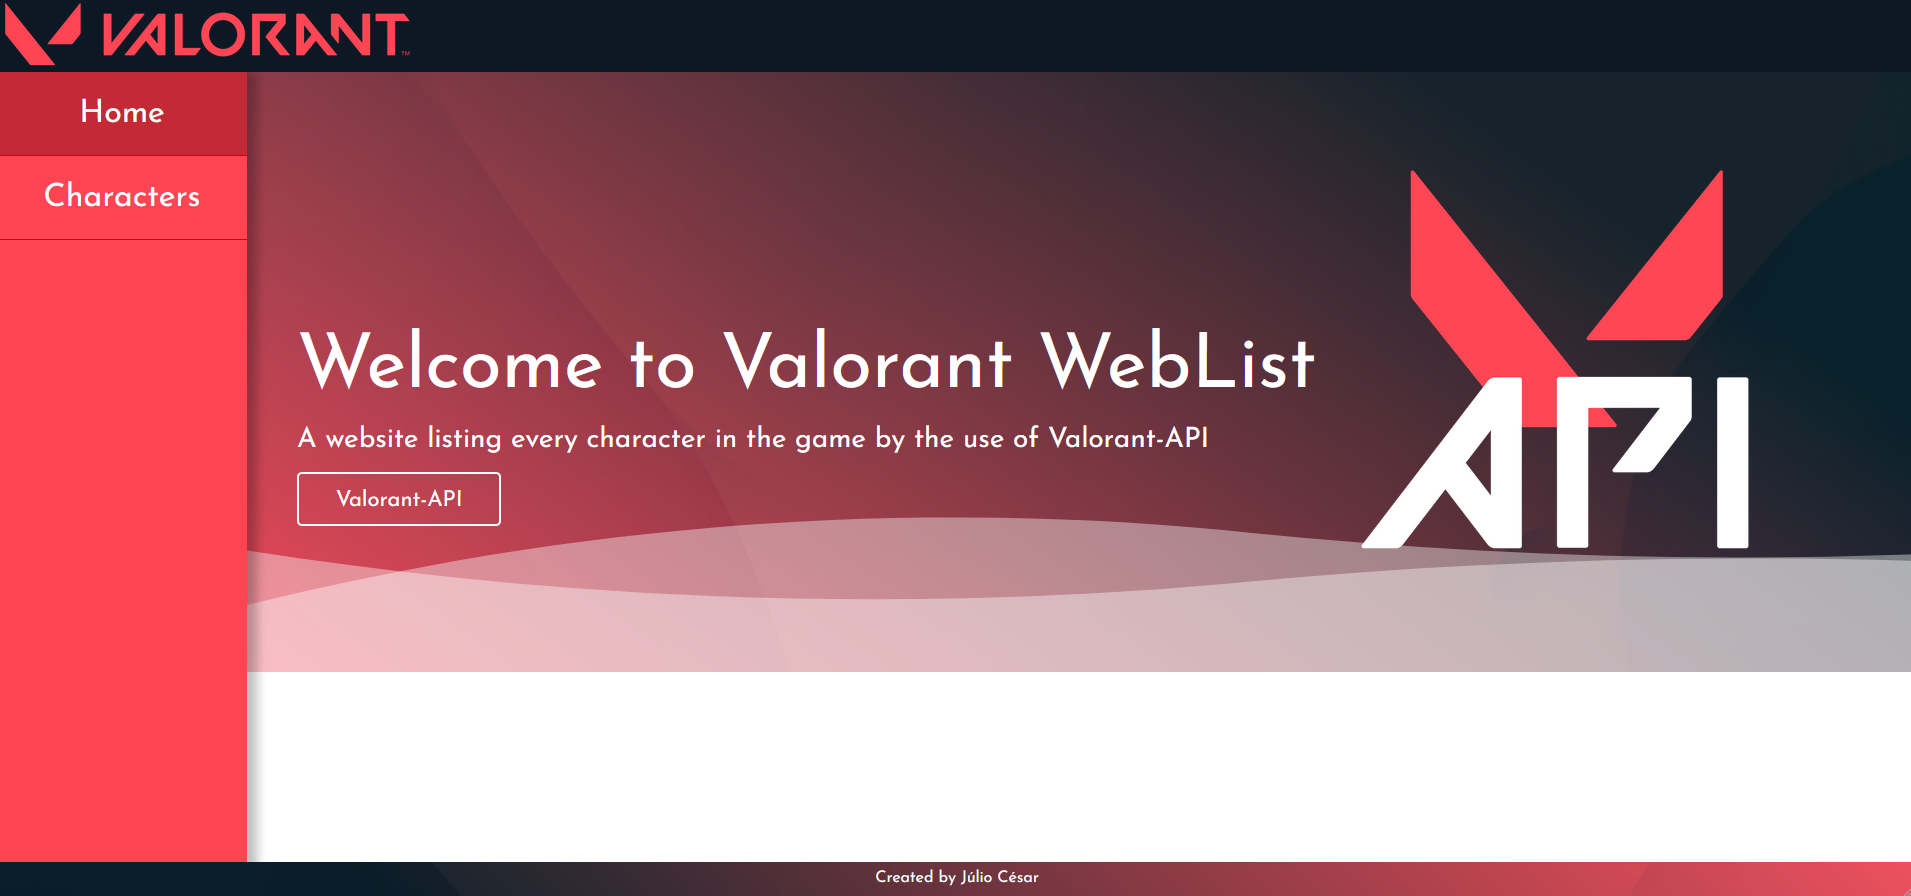 VALORANT™
Home
Characters
Welcome to Valorant WebList
A website listing every character in the game by the use of Valorant-API
Valorant-API
API
Created by Júlio César